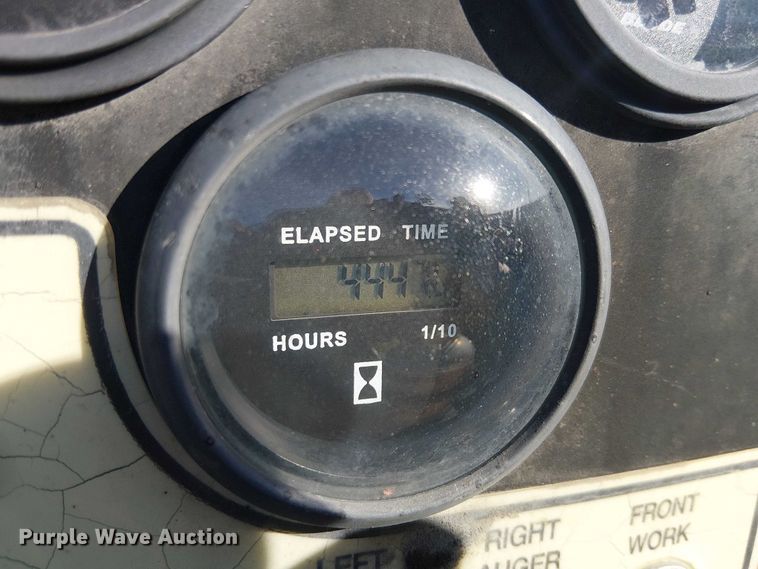 ELAPSED TIME
444
HOURS 1/10
Purple Wave Auction
RIGHT
FRONT
WORK